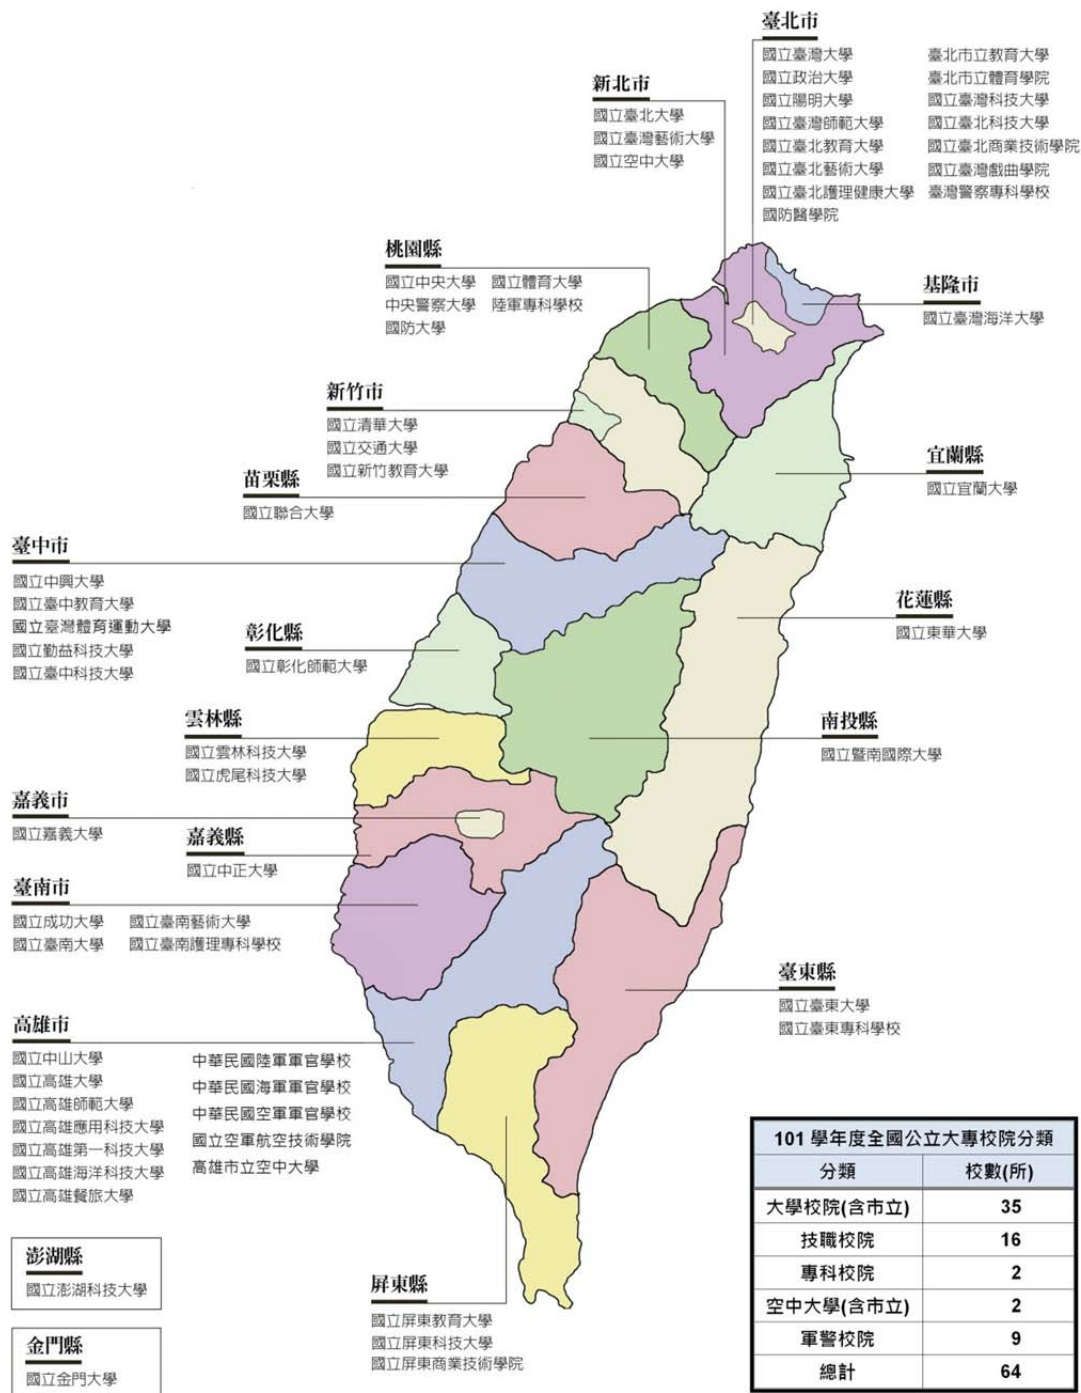 臺北市
國立臺灣大學 臺北市立教育大學
國立政治大學 臺北市立體育學院
國立陽明大學 國立臺灣科技大學
國立臺灣師範大學 國立臺北科技大學
國立臺北教育大學 國立臺北商業技術學院
國立臺北藝術大學 國立臺灣戲曲學院
國立臺北護理健康大學 臺灣警察專科學校
國防醫學院
新北市
國立臺北大學
國立臺灣藝術大學
國立空中大學
桃園縣
國立中央大學 國立體育大學
中央警察大學 陸軍專科學校
國防大學
基隆市
國立臺灣海洋大學
新竹市
國立清華大學
國立交通大學
國立新竹教育大學
宜蘭縣
國立宜蘭大學
苗栗縣
國立聯合大學
臺中市
國立中興大學
國立臺中教育大學
國立臺灣體育運動大學
國立勤益科技大學
國立臺中科技大學
花蓮縣
國立東華大學
彰化縣
國立彰化師範大學
雲林縣
國立雲林科技大學
國立虎尾科技大學
南投縣
國立暨南國際大學
嘉義市
國立嘉義大學
嘉義縣
國立中正大學
臺南市
國立成功大學 國立臺南藝術大學
國立臺南大學 國立臺南護理專科學校
臺東縣
國立臺東大學
國立臺東專科學校
高雄市
國立中山大學
國立高雄大學
國立高雄師範大學
國立高雄應用科技大學
國立高雄第一科技大學
國立高雄海洋科技大學
國立高雄餐旅大學
中華民國陸軍軍官學校
中華民國海軍軍官學校
中華民國空軍軍官學校
國立空軍航空技術學院
高雄市立空中大學
澎湖縣
國立澎湖科技大學
金門縣
國立金門大學
屏東縣
國立屏東教育大學
國立屏東科技大學
國立屏東商業技術學院
101 學年度全國公立大專校院分類
分類 校數(所)
大學校院(含市立) 35
技職校院 16
專科校院 2
空中大學(含市立) 2
軍警校院 9
總計 64